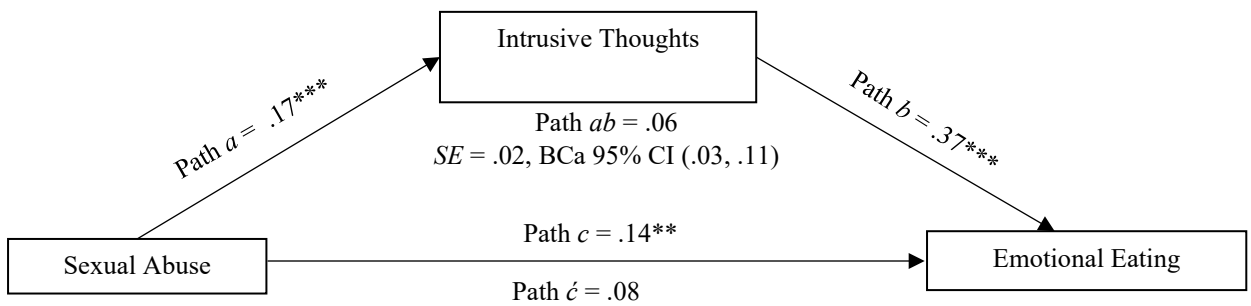 Intrusive Thoughts
Path a = .17***
Path b = .37***
Path ab = .06
SE = .02, BCa 95% CI (.03, .11)
Path c = .14**
Sexual Abuse
Emotional Eating
Path ć = .08